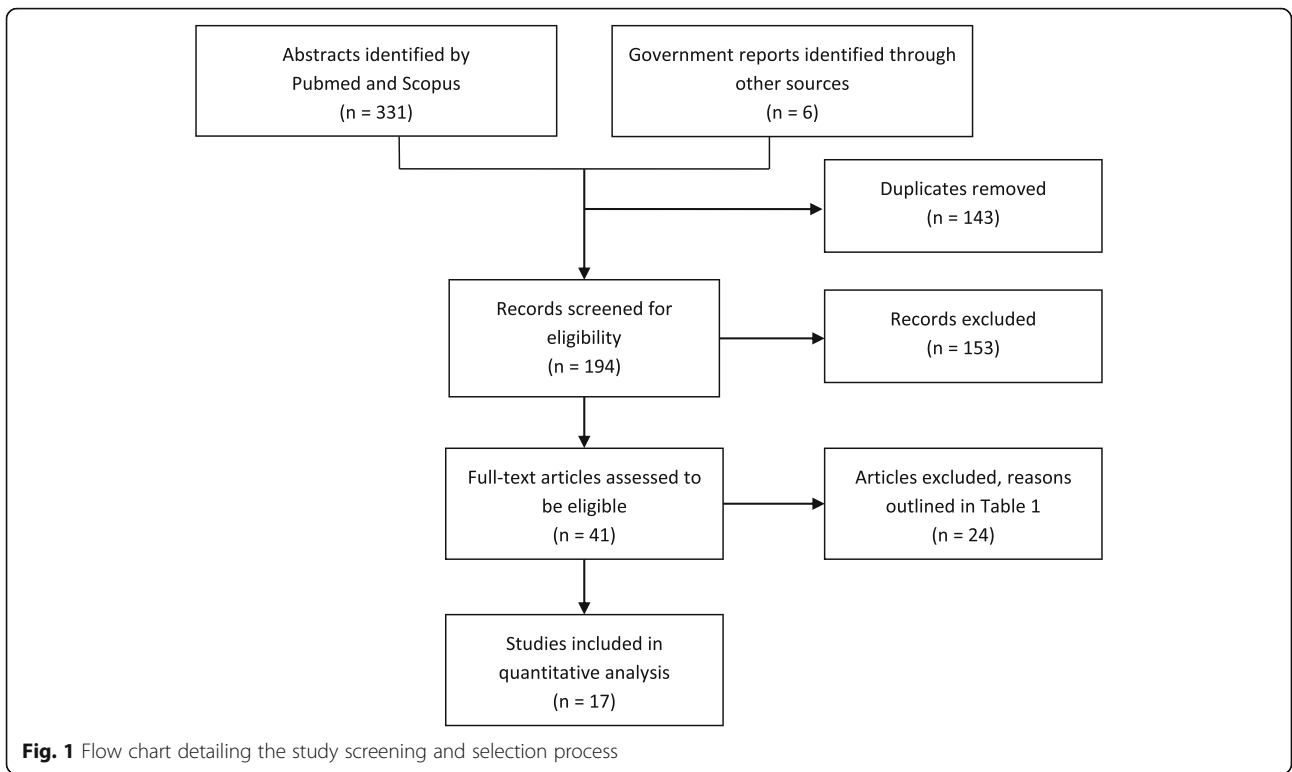 Abstracts identified by
Pubmed and Scopus
(n = 331)
Government reports identified through
other sources
(n = 6)
Duplicates removed
(n = 143)
Records screened for
eligibility
(n = 194)
Records excluded
(n = 153)
Full-text articles assessed to
be eligible
(n = 41)
Articles excluded, reasons
outlined in Table 1
(n = 24)
Studies included in
quantitative analysis
(n = 17)
Fig. 1 Flow chart detailing the study screening and selection process